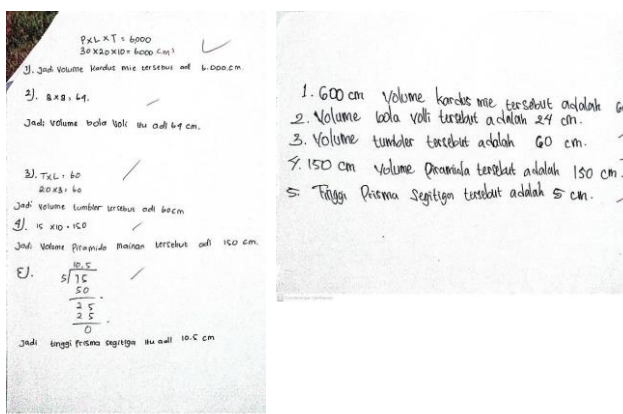 P x L x T = 6000
30 x 20 x 10 = 6000 cm³
1). Jadi Volume Kardus mie tersebut adl 6.000 cm.
2). 8 x 8 = 64.
Jadi Volume bola Voli itu adl 64 cm.
3). T x L = 60
20 x 3 = 60
Jadi volume tumbler tersebut adl 60 cm
4). 15 x 10 = 150
Jadi Volume Piramida mainan tersebut adl 150 cm.
5).
10.5
5/75
50
25
25
0
Jadi tinggi Prisma segitiga itu adl 10.5 cm
1. 600 cm Volume kardus mie tersebut adalah
2. Volume bola volli tersebut adalah 24 cm.
3. Volume tumbler tersebut adalah 60 cm.
4. 150 cm Volume Piramida tersebut adalah 150 cm.
5. Tinggi Prisma Segitiga tersebut adalah 5 cm.